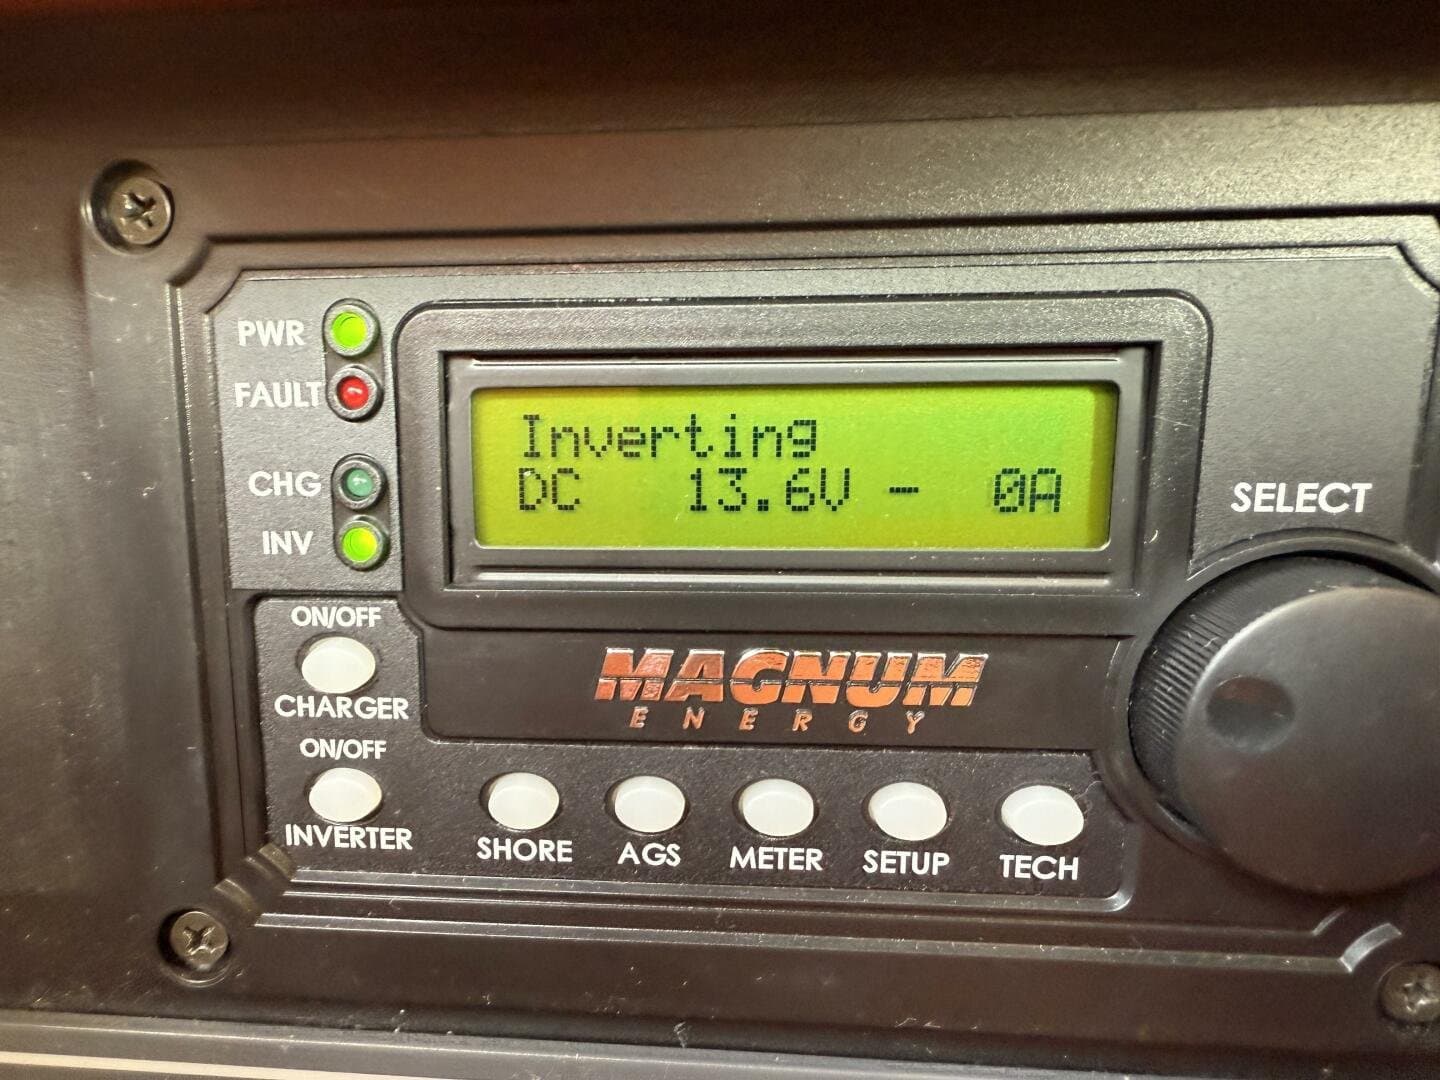 PWR
FAULT
CHG
INV
Inverting
DC 13.6V - 0A
SELECT
ON/OFF
CHARGER
ON/OFF
INVERTER
MAGNUM
ENERGY
SHORE
AGS
METER
SETUP
TECH